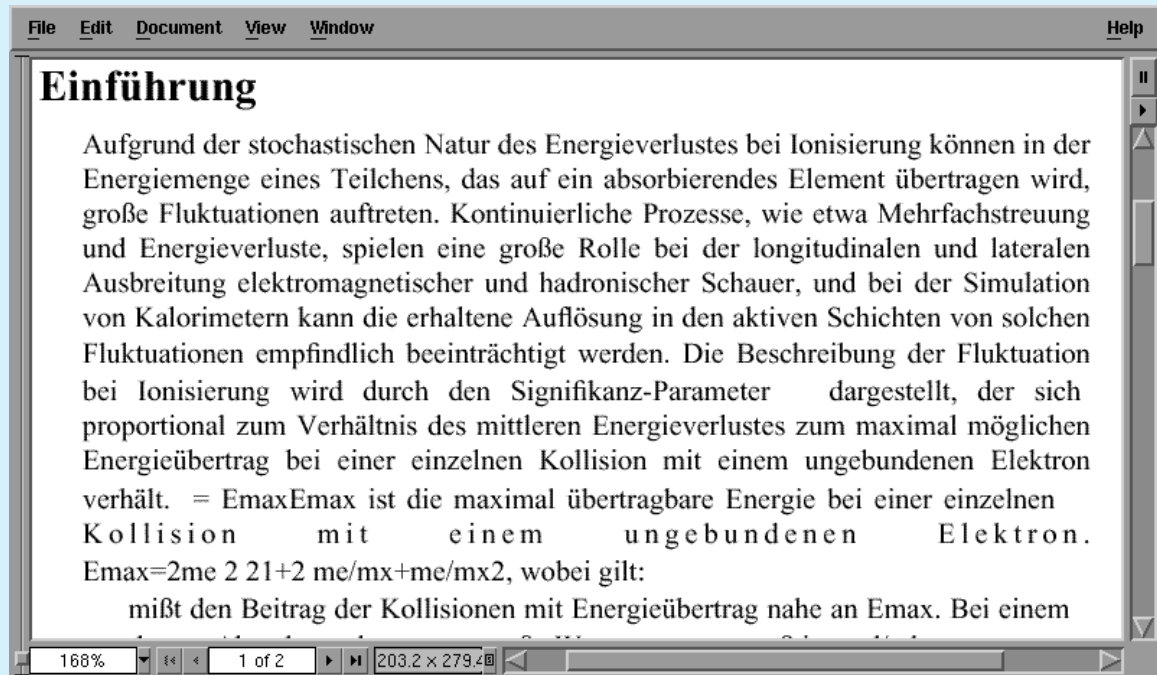 File Edit Document View Window Help
Einführung
Aufgrund der stochastischen Natur des Energieverlustes bei Ionisierung können in der
Energiemenge eines Teilchens, das auf ein absorbierendes Element übertragen wird,
große Fluktuationen auftreten. Kontinuierliche Prozesse, wie etwa Mehrfachstreuung
und Energieverluste, spielen eine große Rolle bei der longitudinalen und lateralen
Ausbreitung elektromagnetischer und hadronischer Schauer, und bei der Simulation
von Kalorimetern kann die erhaltene Auflösung in den aktiven Schichten von solchen
Fluktuationen empfindlich beeinträchtigt werden. Die Beschreibung der Fluktuation
bei Ionisierung wird durch den Signifikanz-Parameter dargestellt, der sich
proportional zum Verhältnis des mittleren Energieverlustes zum maximal möglichen
Energieübertrag bei einer einzelnen Kollision mit einem ungebundenen Elektron
verhält. = EmaxEmax ist die maximal übertragbare Energie bei einer einzelnen
Kollision mit einem ungebundenen Elektron.
Emax=2me 2 21+2 me/mx+me/mx2, wobei gilt:
mißt den Beitrag der Kollisionen mit Energieübertrag nahe an Emax. Bei einem
168% 1 of 2 203.2 × 279.4